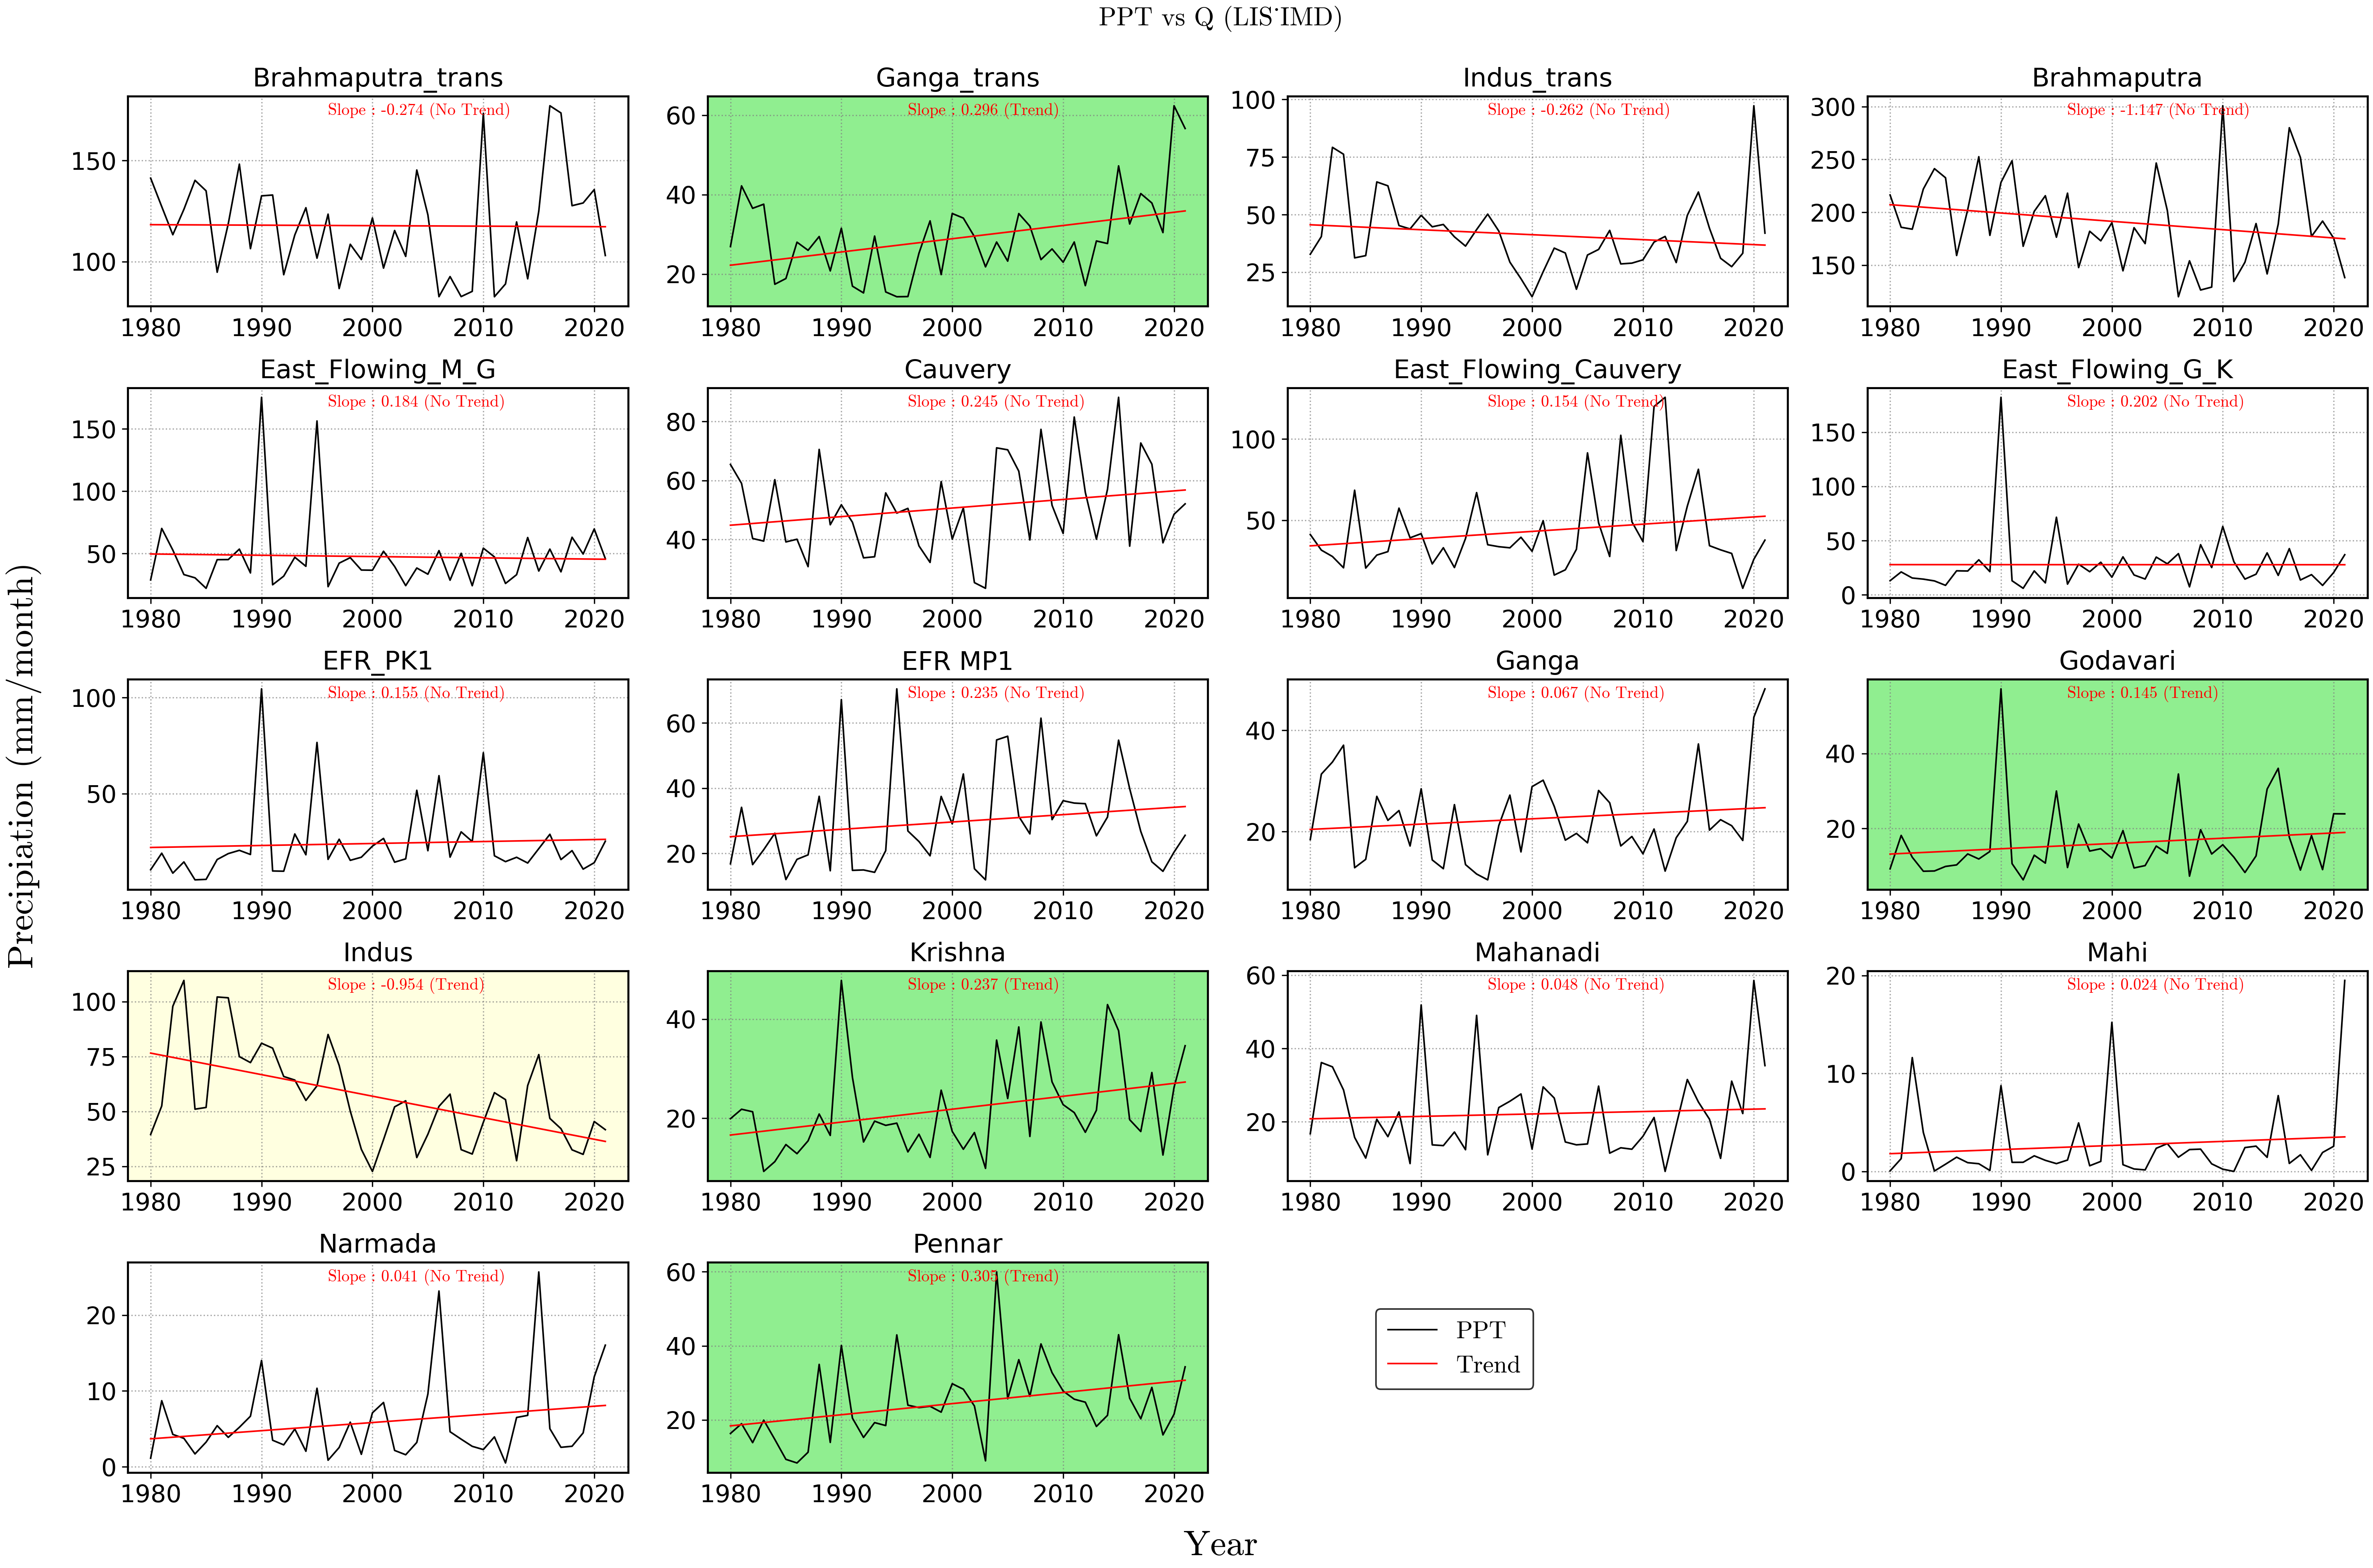 PPT vs Q (LIS˙IMD)
Brahmaputra_trans
Slope : -0.274 (No Trend)
150
100
1980 1990 2000 2010 2020
Ganga_trans
Slope : 0.296 (Trend)
60
40
20
1980 1990 2000 2010 2020
Indus_trans
Slope : -0.262 (No Trend)
100
75
50
25
1980 1990 2000 2010 2020
Brahmaputra
Slope : -1.147 (No Trend)
300
250
200
150
1980 1990 2000 2010 2020
East_Flowing_M_G
Slope : 0.184 (No Trend)
150
100
50
1980 1990 2000 2010 2020
Cauvery
Slope : 0.245 (No Trend)
80
60
40
1980 1990 2000 2010 2020
East_Flowing_Cauvery
Slope : 0.154 (No Trend)
100
50
1980 1990 2000 2010 2020
East_Flowing_G_K
Slope : 0.202 (No Trend)
150
100
50
0
1980 1990 2000 2010 2020
EFR_PK1
Slope : 0.155 (No Trend)
100
50
1980 1990 2000 2010 2020
EFR MP1
Slope : 0.235 (No Trend)
60
40
20
1980 1990 2000 2010 2020
Ganga
Slope : 0.067 (No Trend)
40
20
1980 1990 2000 2010 2020
Godavari
Slope : 0.145 (Trend)
40
20
1980 1990 2000 2010 2020
Indus
Slope : -0.954 (Trend)
100
75
50
25
1980 1990 2000 2010 2020
Krishna
Slope : 0.237 (Trend)
40
20
1980 1990 2000 2010 2020
Mahanadi
Slope : 0.048 (No Trend)
60
40
20
1980 1990 2000 2010 2020
Mahi
Slope : 0.024 (No Trend)
20
10
0
1980 1990 2000 2010 2020
Narmada
Slope : 0.041 (No Trend)
20
10
0
1980 1990 2000 2010 2020
Pennar
Slope : 0.305 (Trend)
60
40
20
1980 1990 2000 2010 2020
PPT
Trend
Precipiation (mm/month)
Year